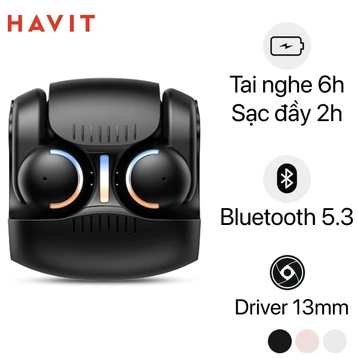 HAVIT
Tai nghe 6h
Sạc đầy 2h
Bluetooth 5.3
Driver 13mm